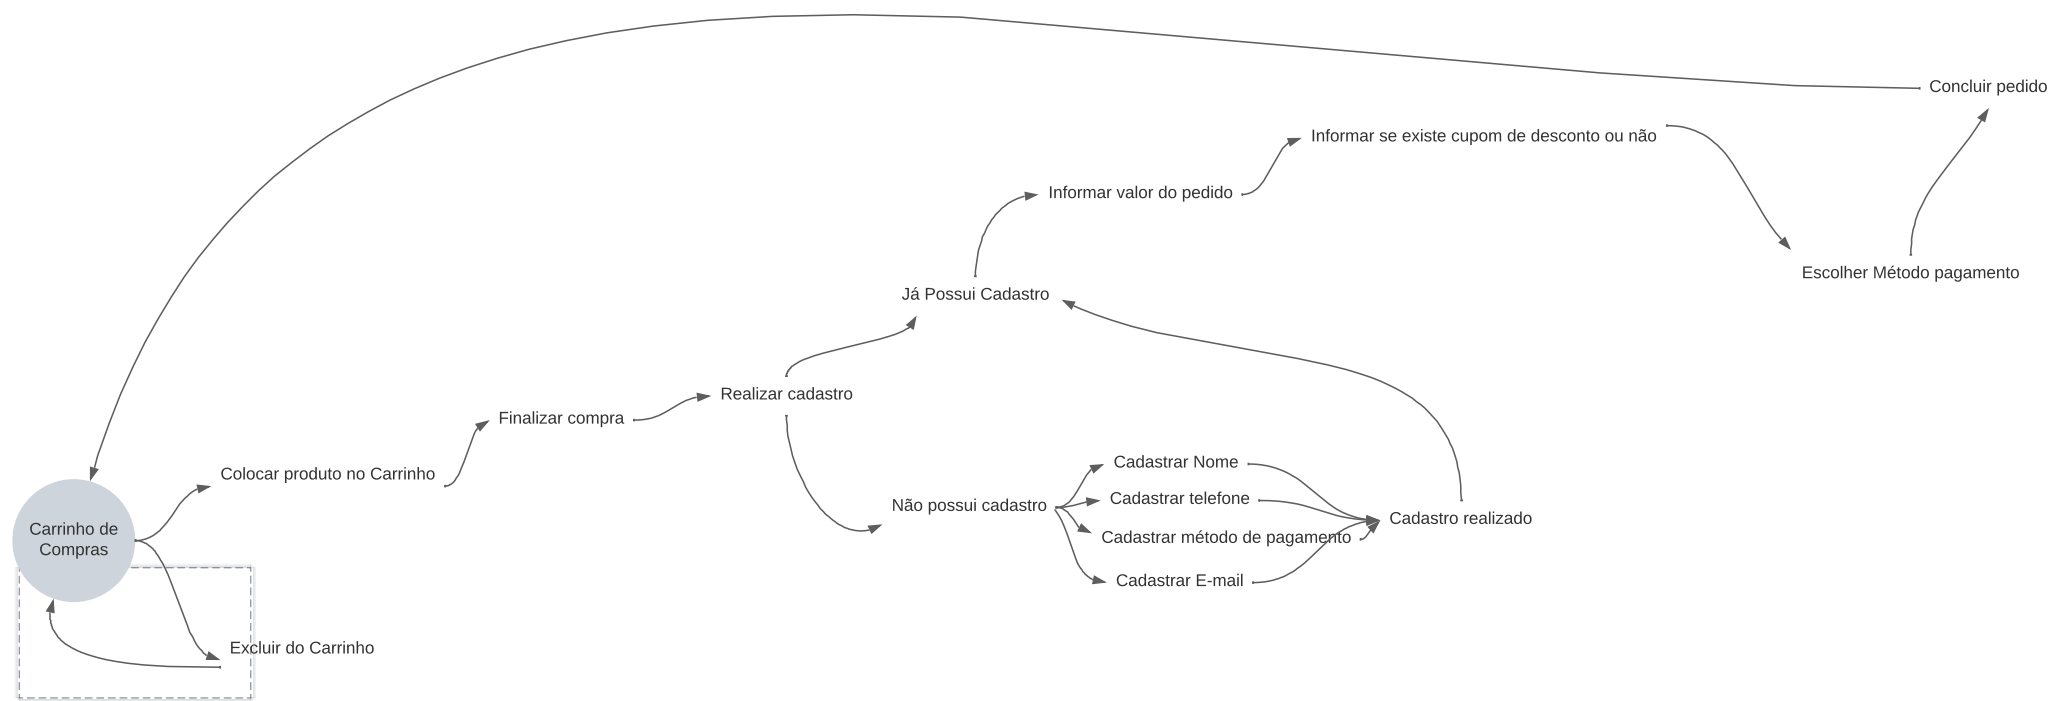 Concluir pedido
Informar se existe cupom de desconto ou não
Informar valor do pedido
Escolher Método pagamento
Já Possui Cadastro
Realizar cadastro
Finalizar compra
Colocar produto no Carrinho
Cadastrar Nome
Cadastrar telefone
Não possui cadastro
Cadastro realizado
Cadastrar método de pagamento
Cadastrar E-mail
Carrinho de
Compras
Excluir do Carrinho